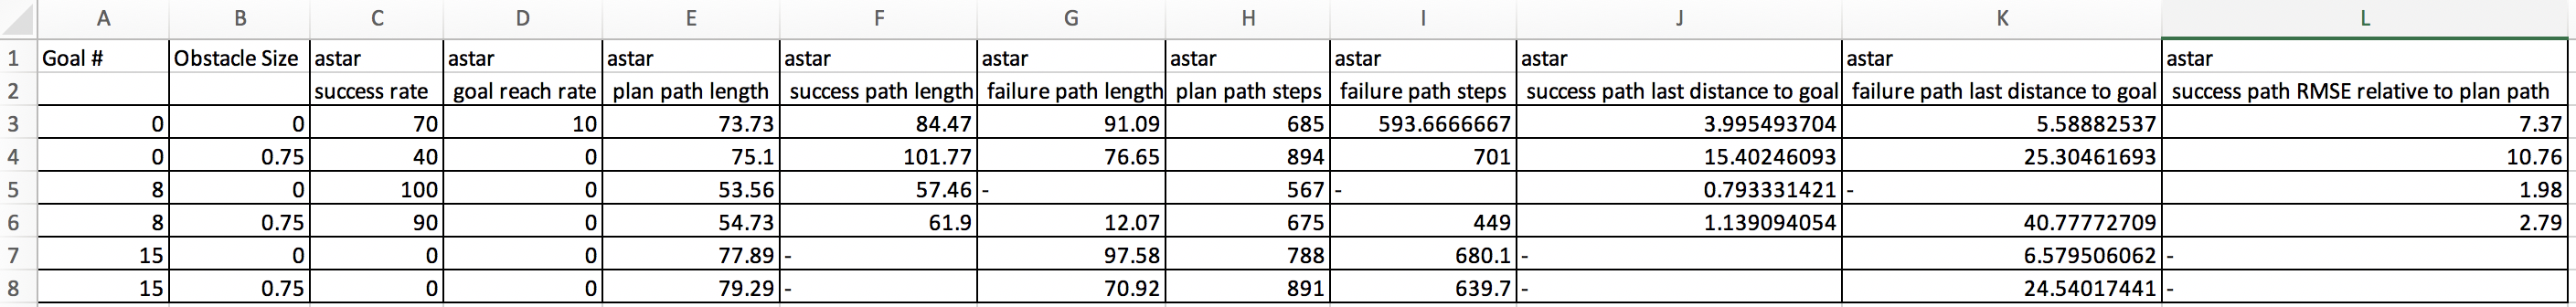 A B C D E F G H I J K L
1 Goal # Obstacle Size astar astar astar astar astar astar astar astar astar astar
2 success rate goal reach rate plan path length success path length failure path length plan path steps failure path steps success path last distance to goal failure path last distance to goal success path RMSE relative to plan path
3 0 0 70 10 73.73 84.47 91.09 685 593.6666667 3.995493704 5.58882537 7.37
4 0 0.75 40 0 75.1 101.77 76.65 894 701 15.40246093 25.30461693 10.76
5 8 0 100 0 53.56 57.46 - 567 - 0.793331421 - 1.98
6 8 0.75 90 0 54.73 61.9 12.07 675 449 1.139094054 40.77772709 2.79
7 15 0 0 0 77.89 - 97.58 788 680.1 - 6.579506062 -
8 15 0.75 0 0 79.29 - 70.92 891 639.7 - 24.54017441 -